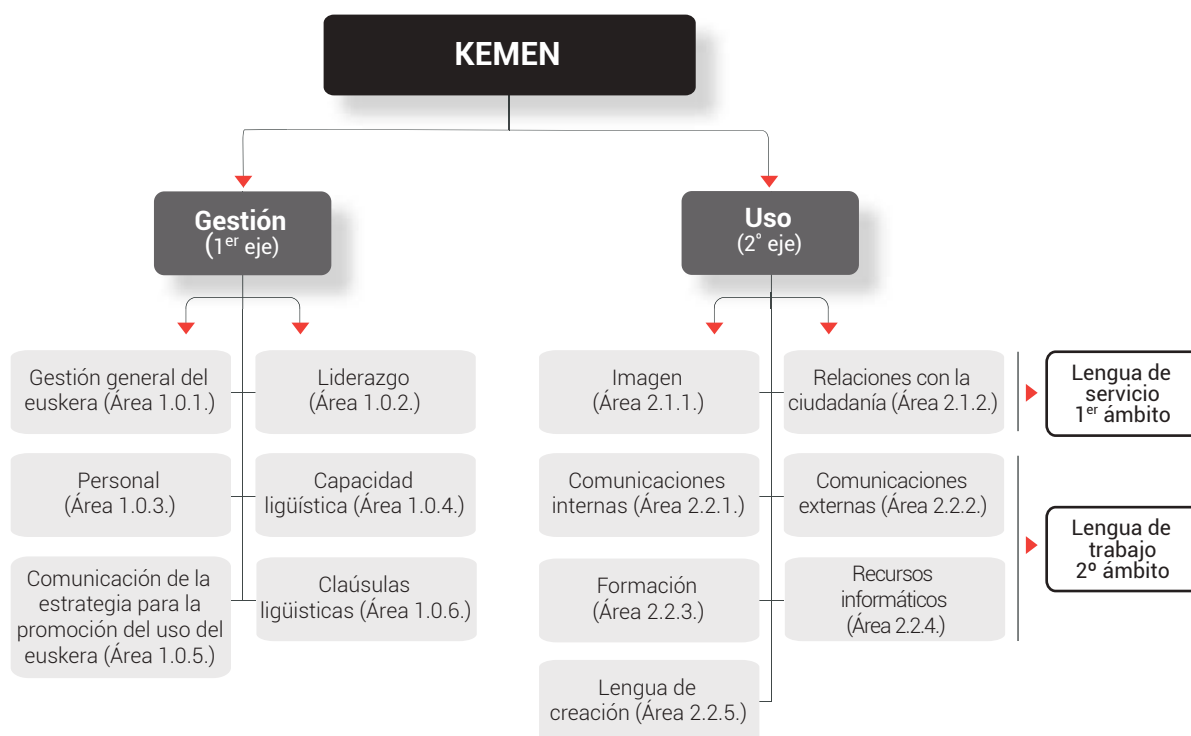 KEMEN
Gestión
(1er eje)
Uso
(2º eje)
Gestión general del
euskera (Área 1.0.1.)
Liderazgo
(Área 1.0.2.)
Imagen
(Área 2.1.1.)
Relaciones con la
ciudadanía (Área 2.1.2.)
Lengua de
servicio
1er ámbito
Personal
(Área 1.0.3.)
Capacidad
ligüística (Área 1.0.4.)
Comunicaciones
internas (Área 2.2.1.)
Comunicaciones
externas (Área 2.2.2.)
Lengua de
trabajo
2º ámbito
Comunicación de la
estrategia para la
promoción del uso del
euskera (Área 1.0.5.)
Claúsulas
ligüisticas (Área 1.0.6.)
Formación
(Área 2.2.3.)
Recursos
informáticos
(Área 2.2.4.)
Lengua de
creación (Área 2.2.5.)